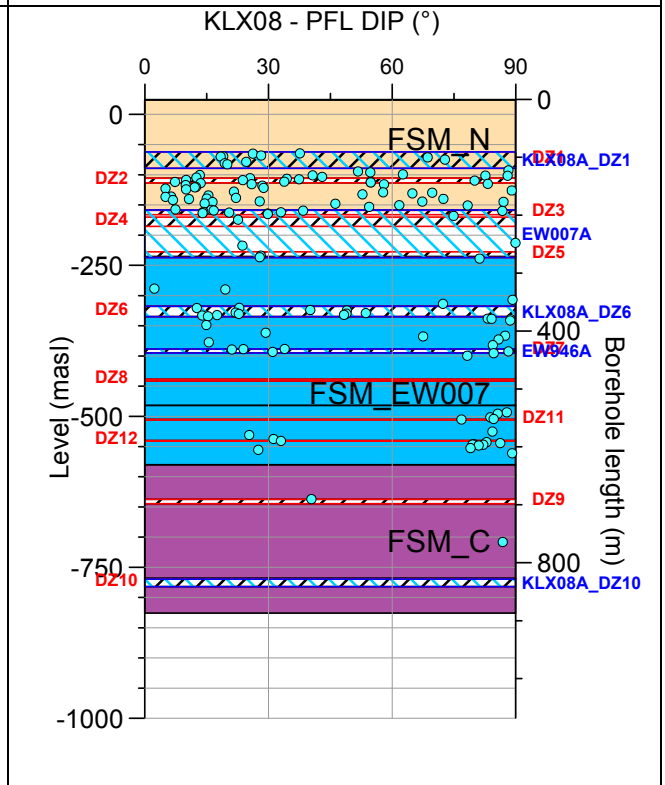 KLX08 - PFL DIP (°)
0 30 60 90
0 0
FSM_N
DZ1 KLX08A_DZ1
DZ2
DZ3
DZ4
EW007A
DZ5
-250
DZ6 KLX08A_DZ6
400
DZ7
EW946A
DZ8
FSM_EW007
-500 DZ11
DZ12
Level (masl)
Borehole length (m)
DZ9
FSM_C
-750 800
DZ10 KLX08A_DZ10
-1000